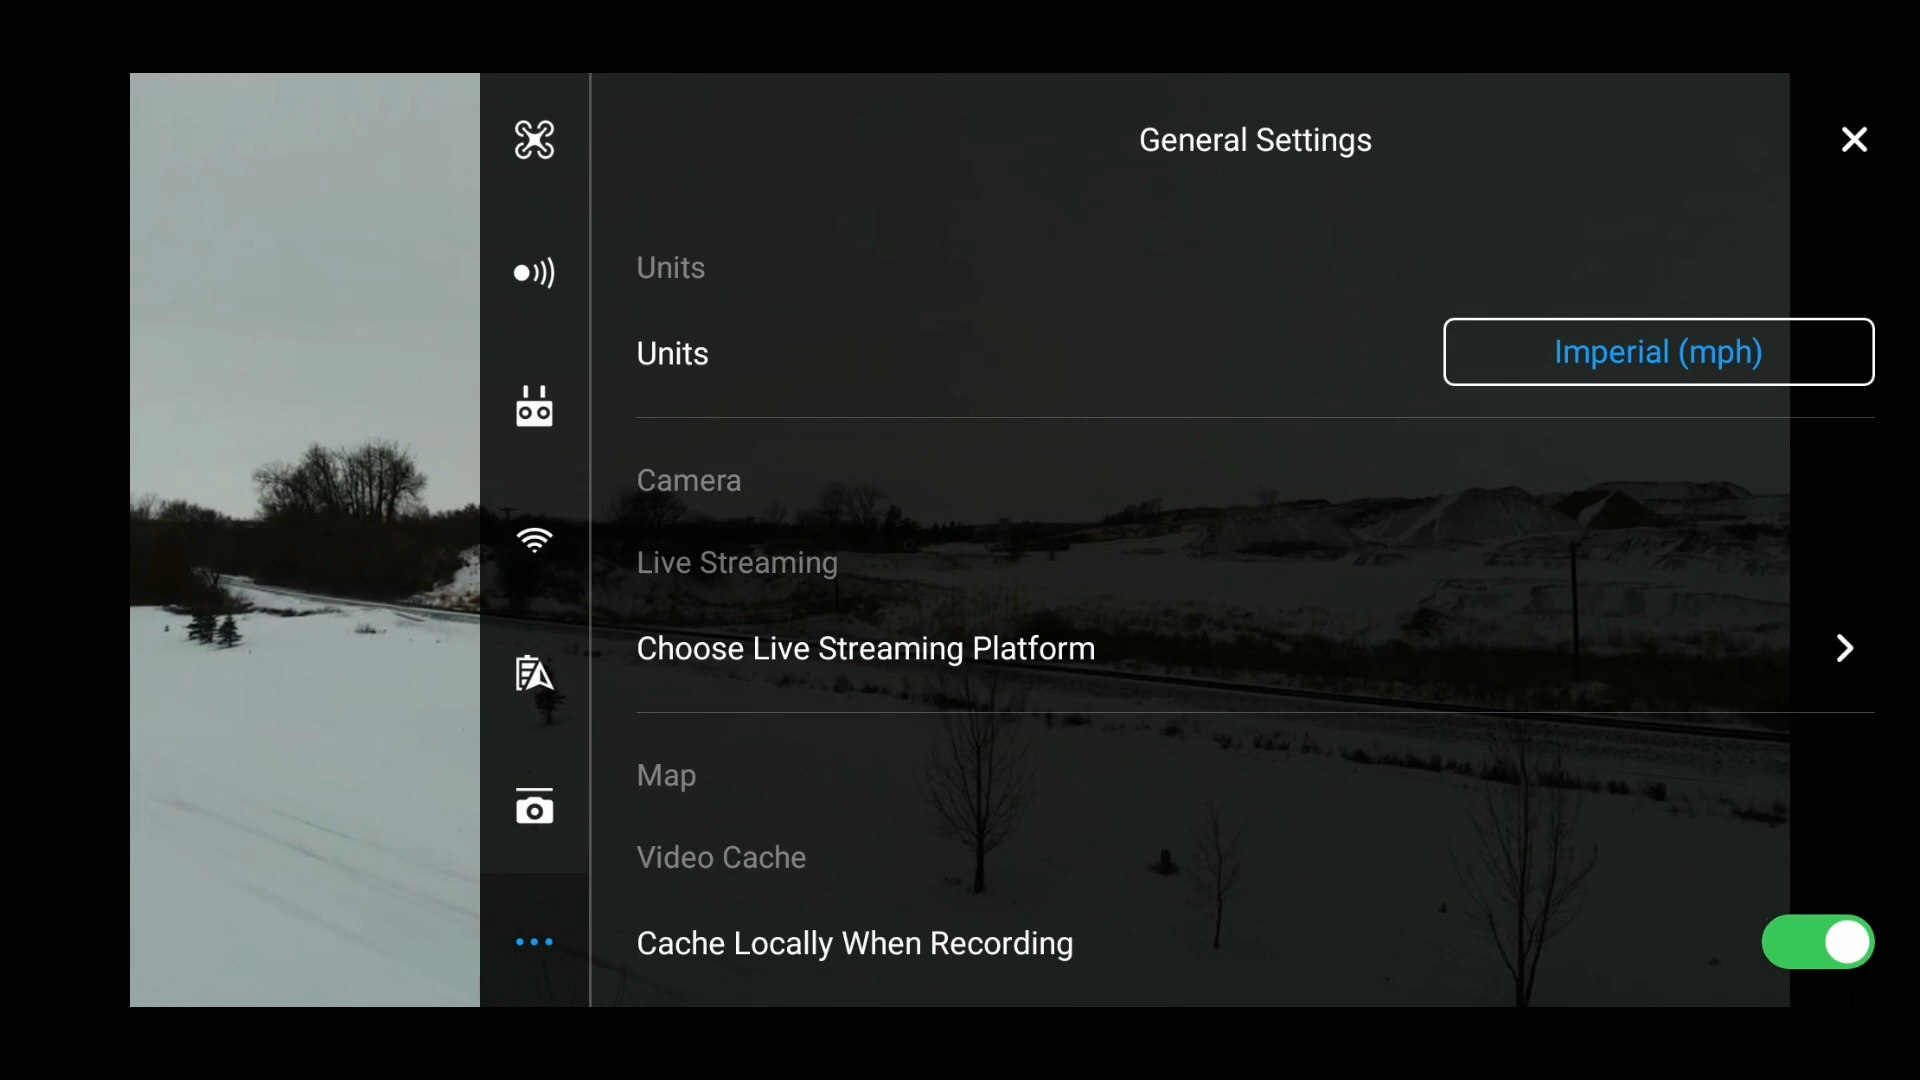 General Settings
Units
Units
Imperial (mph)
Camera
Live Streaming
Choose Live Streaming Platform
Map
Video Cache
Cache Locally When Recording